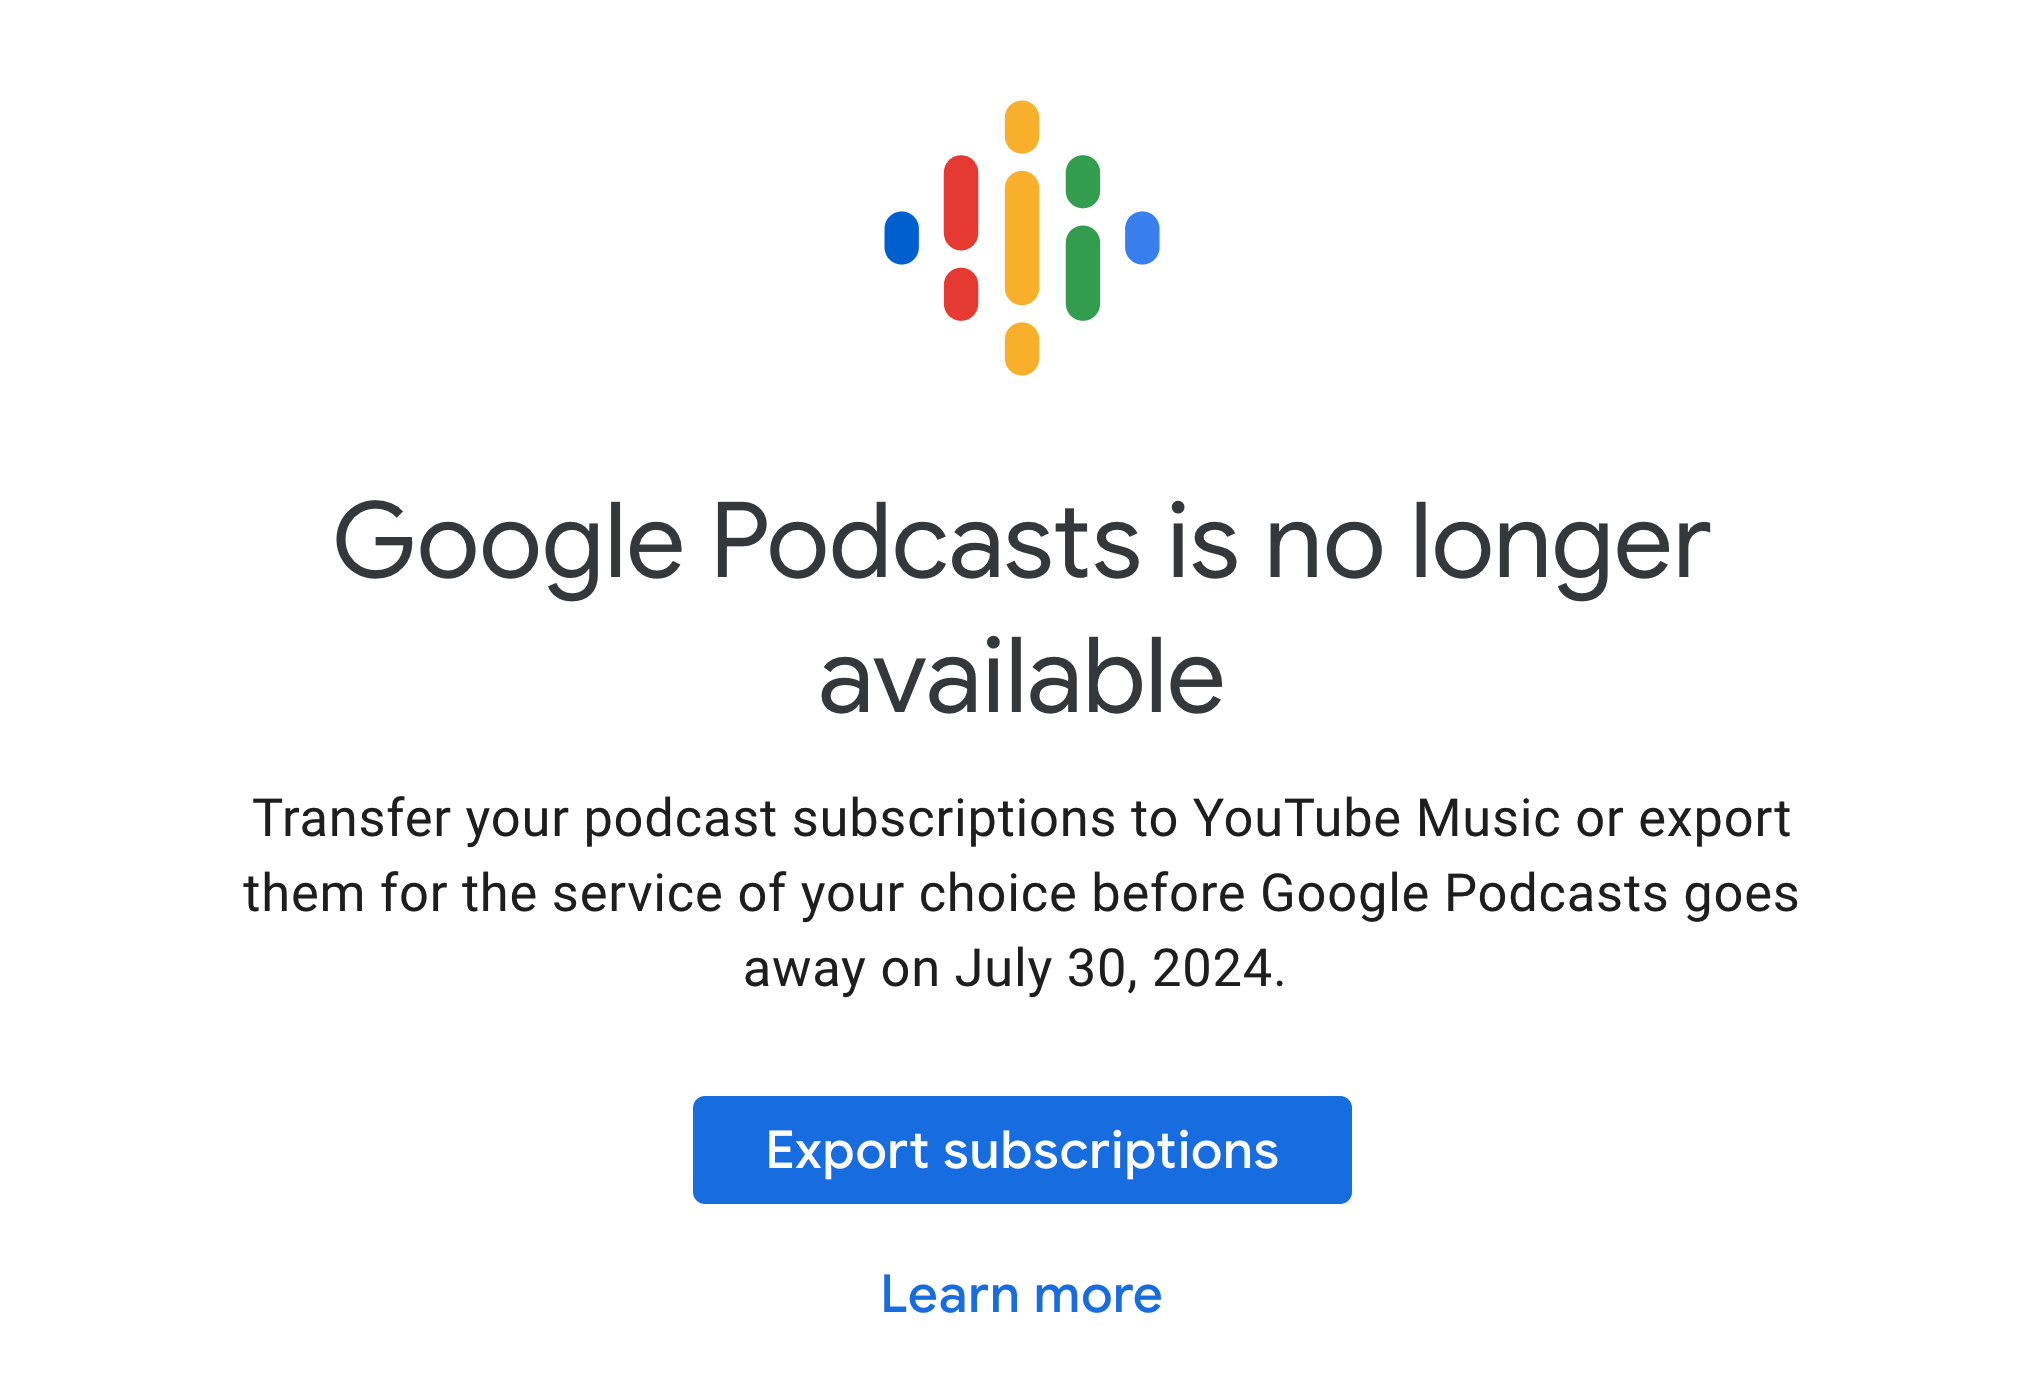 Google Podcasts is no longer
available
Transfer your podcast subscriptions to YouTube Music or export
them for the service of your choice before Google Podcasts goes
away on July 30, 2024.
Export subscriptions
Learn more